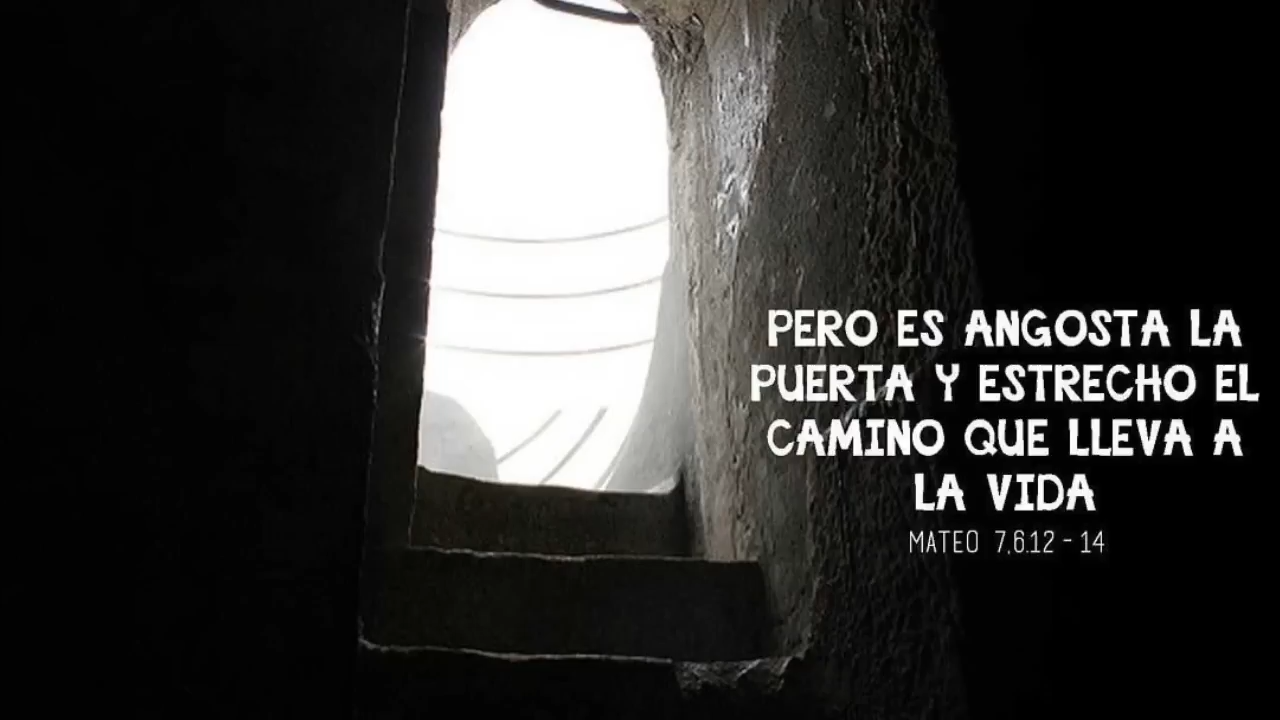 PERO ES ANGOSTA LA
PUERTA Y ESTRECHO EL
CAMINO QUE LLEVA A
LA VIDA
MATEO 7,6.12 - 14